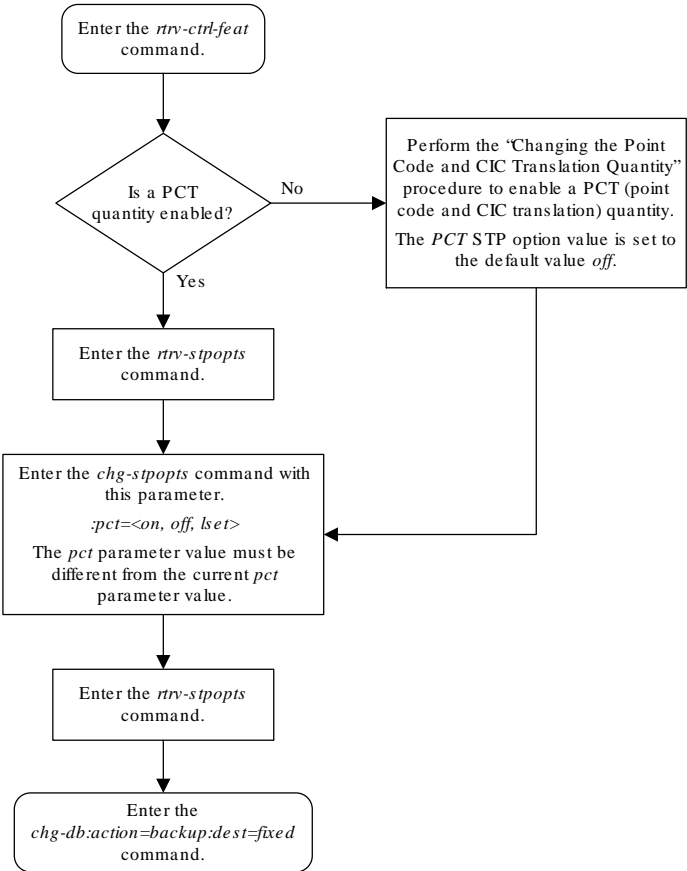 Enter the rtrv-ctrl-feat
command.
Is a PCT
quantity enabled?
No
Yes
Perform the “Changing the Point
Code and CIC Translation Quantity”
procedure to enable a PCT (point
code and CIC translation) quantity.
The PCT STP option value is set to
the default value off.
Enter the rtrv-stpopts
command.
Enter the chg-stpopts command with
this parameter.
:pct=<on, off, lset>
The pct parameter value must be
different from the current pct
parameter value.
Enter the rtrv-stpopts
command.
Enter the
chg-db:action=backup:dest=fixed
command.